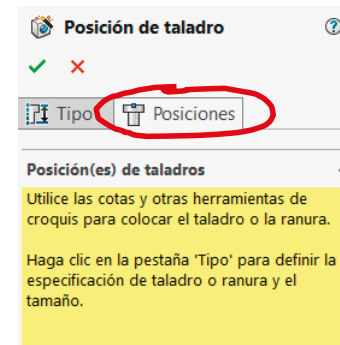 Posición de taladro
Tipo
Posiciones
Posición(es) de taladros
Utilice las cotas y otras herramientas de
croquis para colocar el taladro o la ranura.
Haga clic en la pestaña 'Tipo' para definir la
especificación de taladro o ranura y el
tamaño.